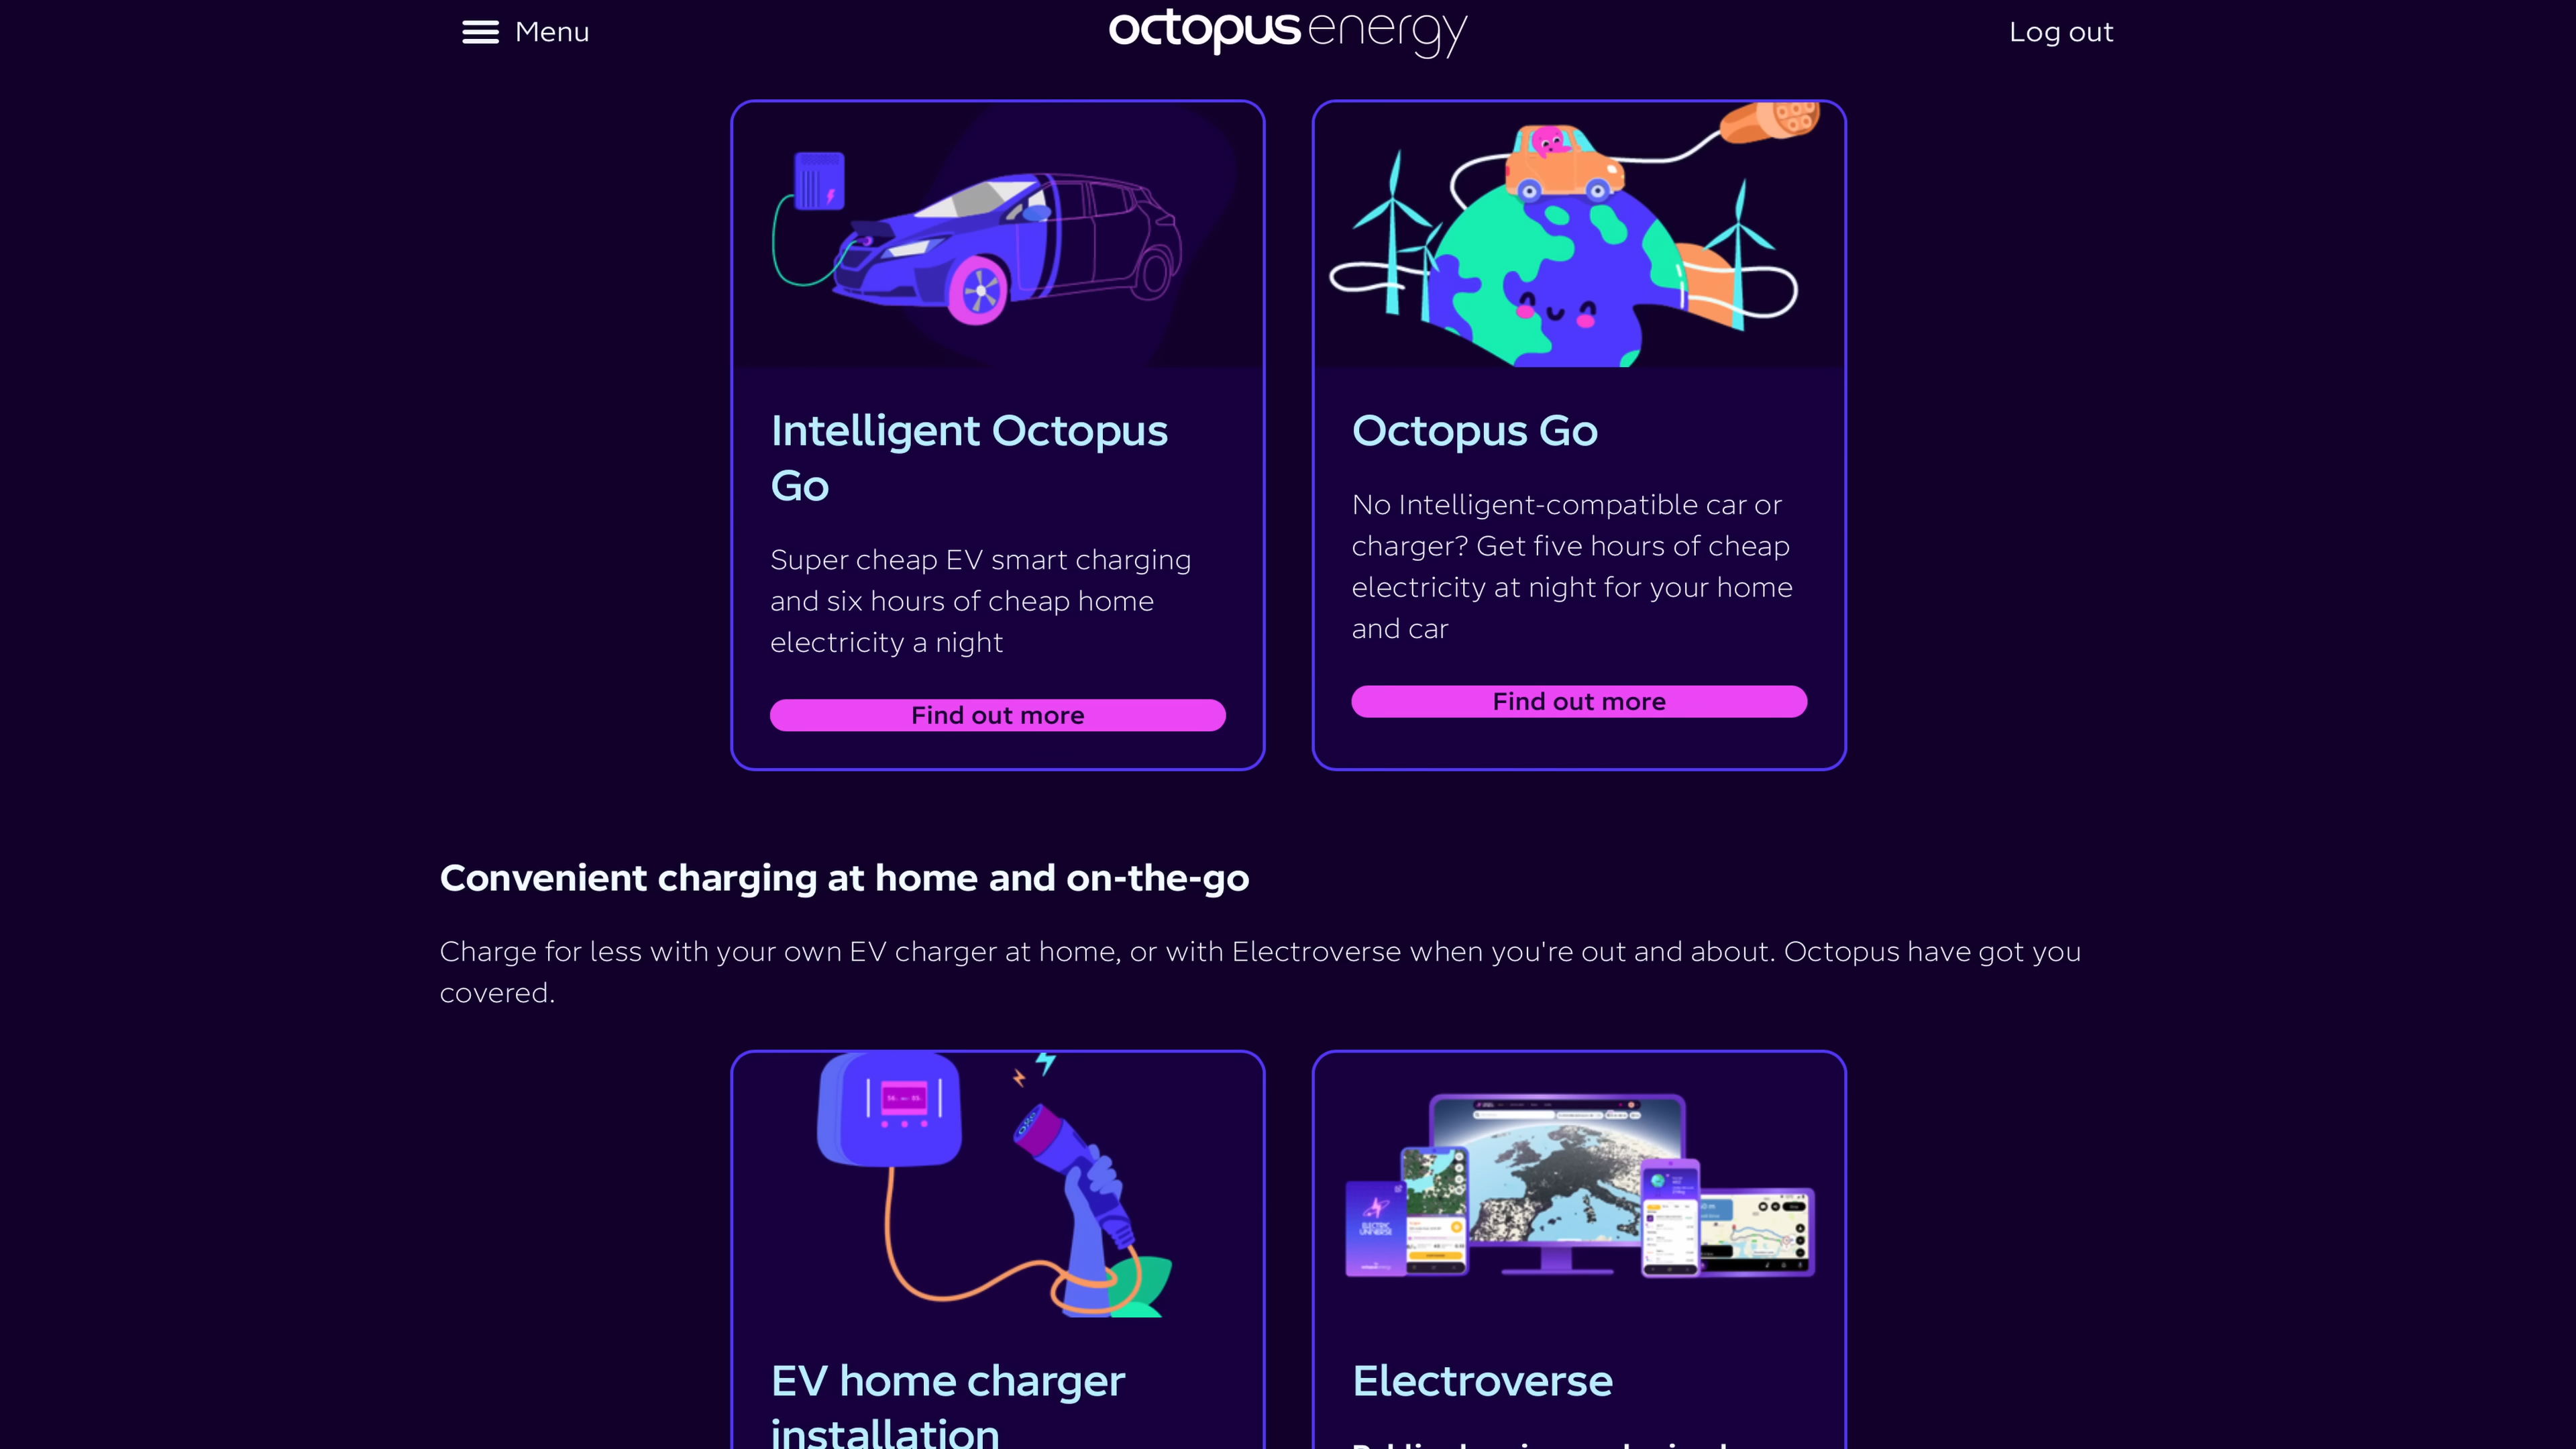 Menu
octopus energy
Log out
Intelligent Octopus
Go
Super cheap EV smart charging
and six hours of cheap home
electricity a night
Find out more
Octopus Go
No Intelligent-compatible car or
charger? Get five hours of cheap
electricity at night for your home
and car
Find out more
Convenient charging at home and on-the-go
Charge for less with your own EV charger at home, or with Electroverse when you're out and about. Octopus have got you
covered.
ELECTRIC
UNIVERSE
EV home charger
installation
Electroverse